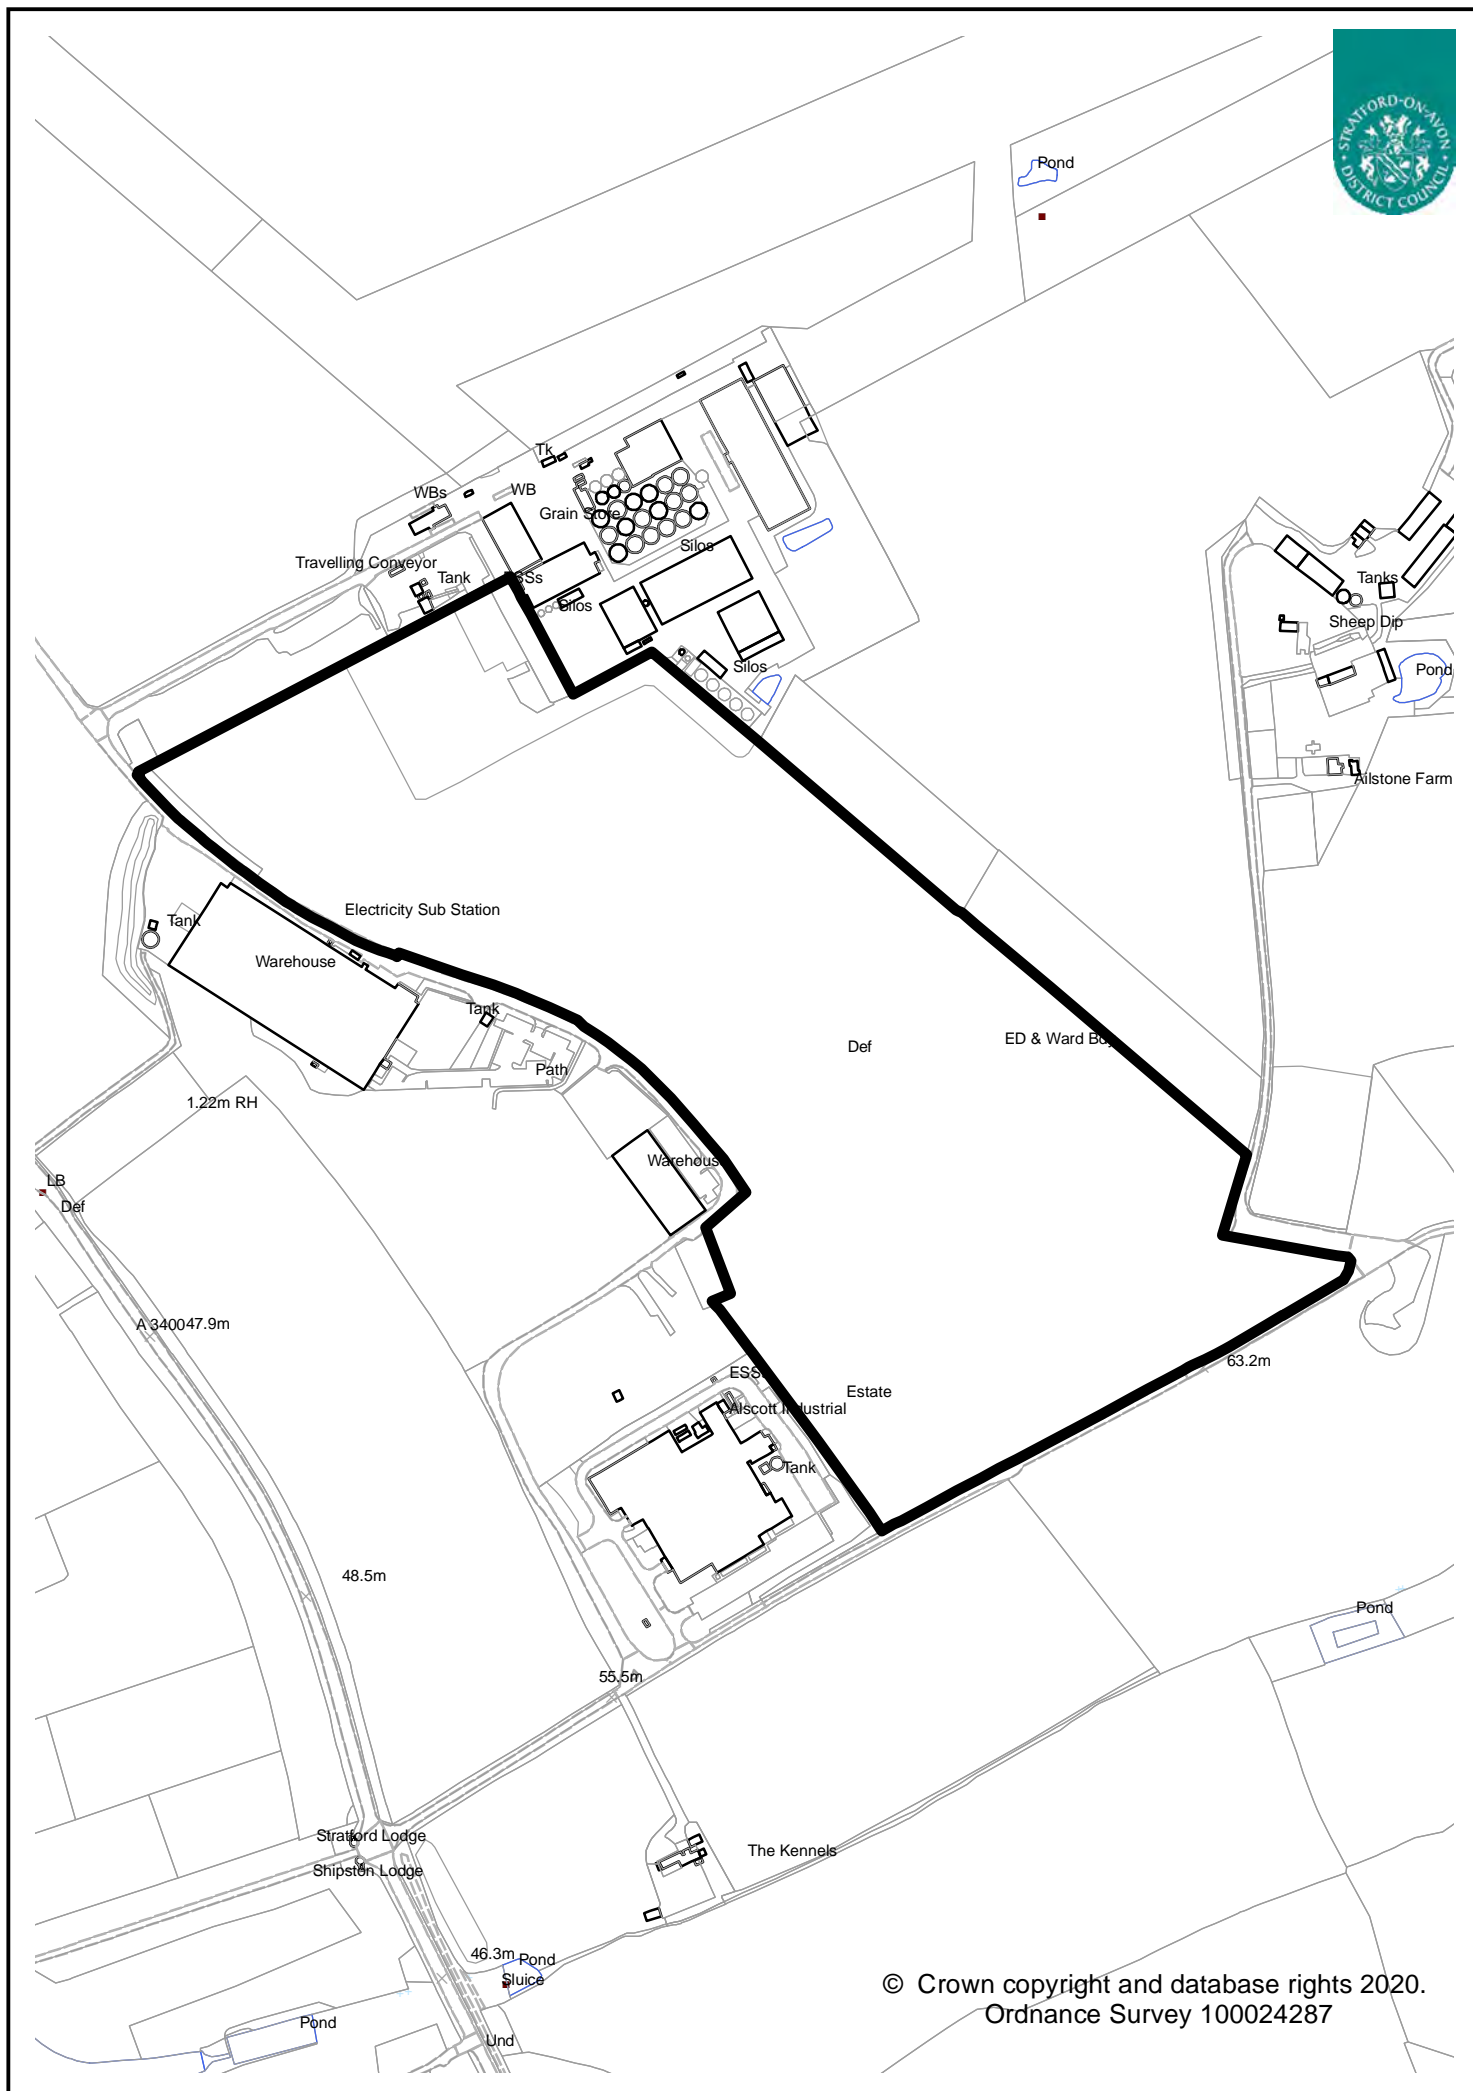 STRATFORD-ON-AVON
DISTRICT COUNCIL
Pond
Tk
WBs
WB
Grain Store
Silos
Travelling Conveyor
Tank
Silos
Tanks
Sheep Dip
Silos
Pond
Ailstone Farm
Electricity Sub Station
Tank
Warehouse
Tank
Def
ED & Ward
Path
1.22m RH
Warehous
LB
Def
A 3400
47.9m
63.2m
ESS
Estate
Alscott Industrial
Tank
48.5m
Pond
55.5m
Stratford Lodge
The Kennels
Shipston Lodge
46.3m
Pond
Sluice
© Crown copyright and database rights 2020.
Ordnance Survey 100024287
Pond
Und